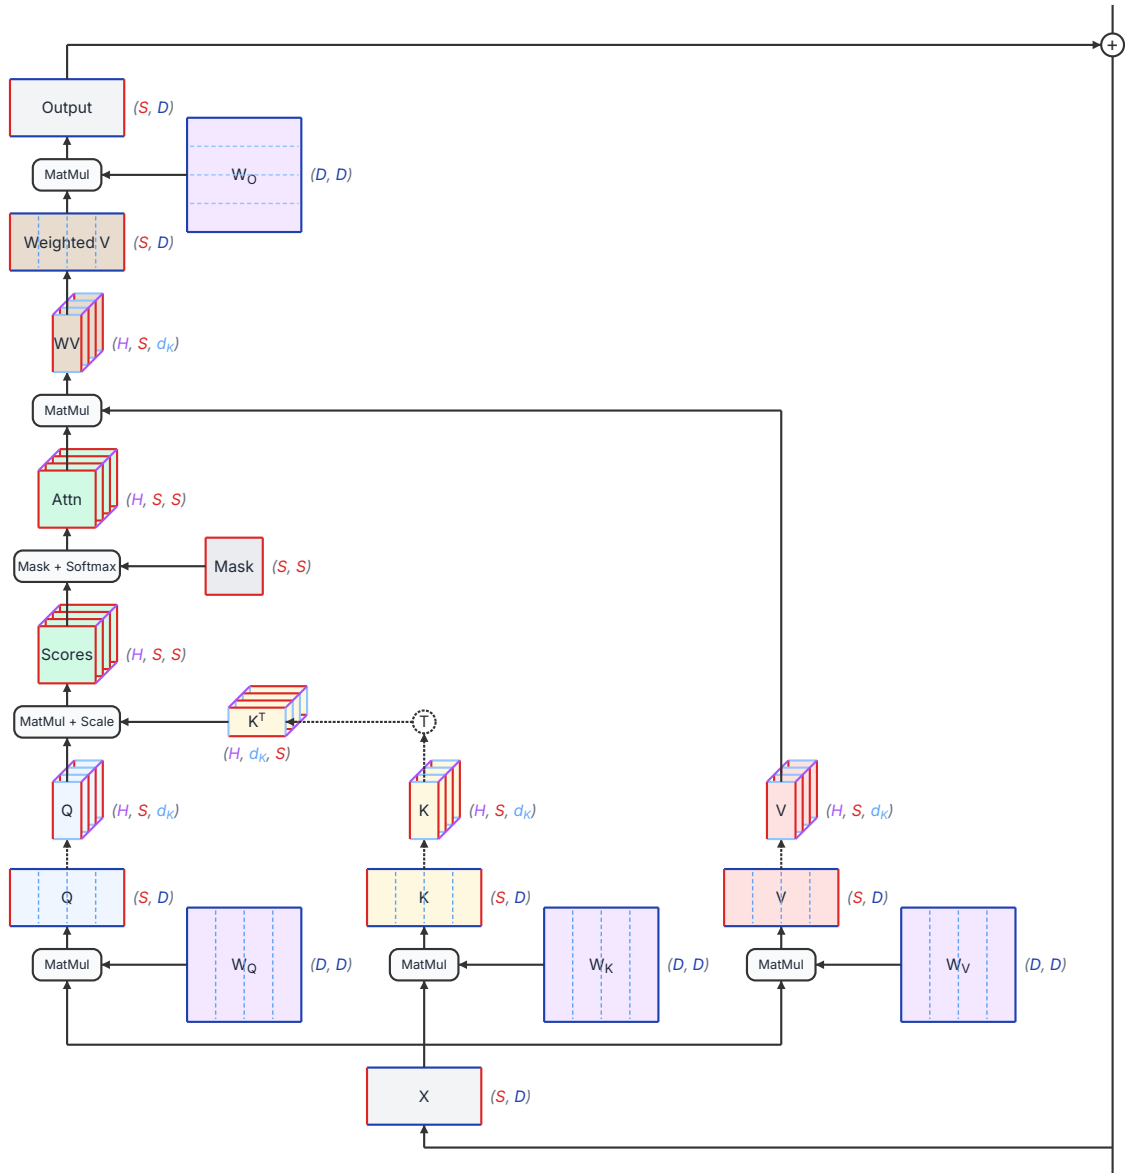 +
Output (S, D)
MatMul
W_O (D, D)
Weighted V (S, D)
WV (H, S, d_K)
MatMul
Attn (H, S, S)
Mask + Softmax
Mask (S, S)
Scores (H, S, S)
MatMul + Scale
K^T
T
(H, d_K, S)
Q (H, S, d_K)
K (H, S, d_K)
V (H, S, d_K)
Q (S, D)
K (S, D)
V (S, D)
MatMul
W_Q (D, D)
MatMul
W_K (D, D)
MatMul
W_V (D, D)
X (S, D)